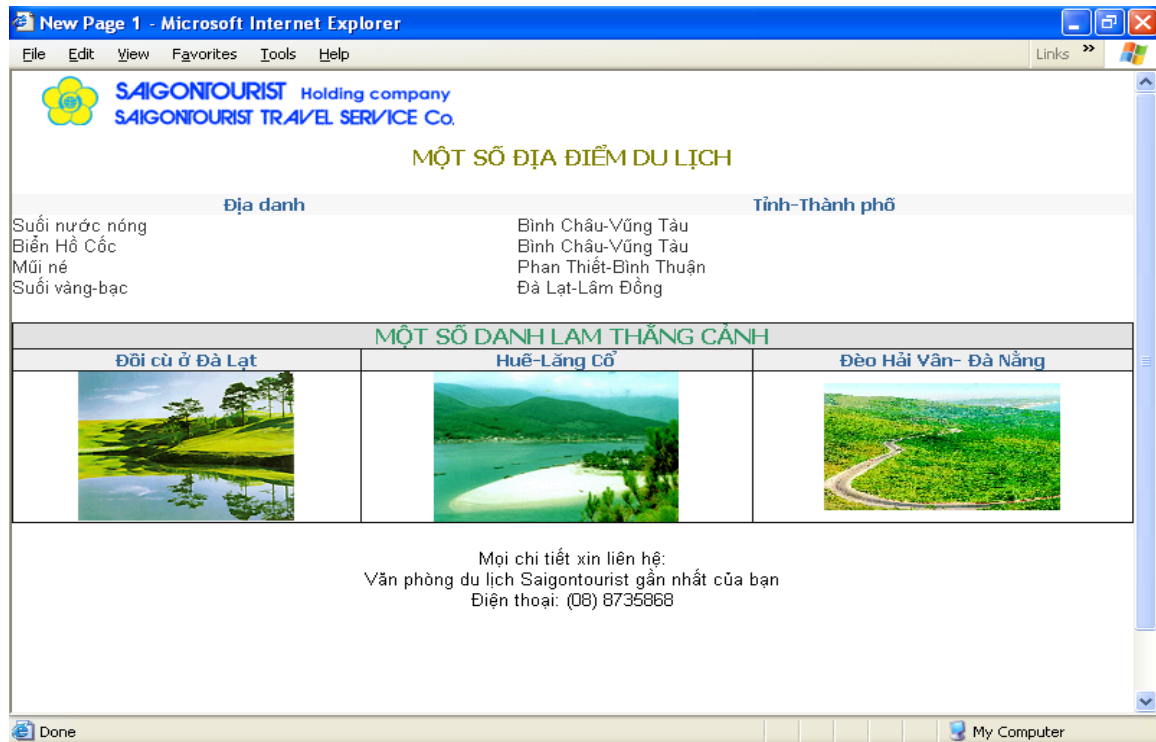 New Page 1 - Microsoft Internet Explorer
File Edit View Favorites Tools Help Links »
SAIGONTOURIST Holding company
SAIGONTOURIST TRAVEL SERVICE Co.
MỘT SỐ ĐỊA ĐIỂM DU LỊCH
Địa danh Tỉnh-Thành phố
Suối nước nóng Bình Châu-Vũng Tàu
Biển Hồ Cốc Bình Châu-Vũng Tàu
Mũi né Phan Thiết-Bình Thuận
Suối vàng-bạc Đà Lạt-Lâm Đồng
MỘT SỐ DANH LAM THẮNG CẢNH
Đồi cù ở Đà Lạt Huế-Lăng Cổ Đèo Hải Vân- Đà Nẵng
Mọi chi tiết xin liên hệ:
Văn phòng du lịch Saigontourist gần nhất của bạn
Điện thoại: (08) 8735868
Done My Computer